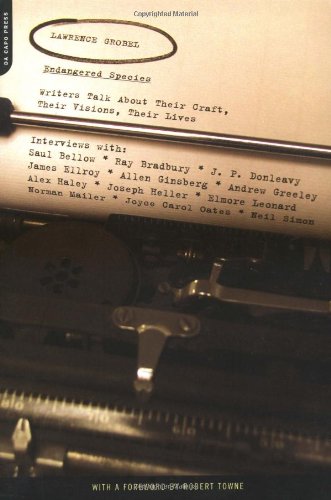 DA CAPO PRESS
LAWRENCE GROBEL
Endangered Species
Writers Talk About Their Craft,
Their Visions, Their Lives
Interviews with:
Saul Bellow * Ray Bradbury * J. P. Donleavy
James Ellroy * Allen Ginsberg * Andrew Greeley
Alex Haley * Joseph Heller * Elmore Leonard
Norman Mailer * Joyce Carol Oates * Neil Simon
WITH A FOREWORD BY ROBERT TOWNE